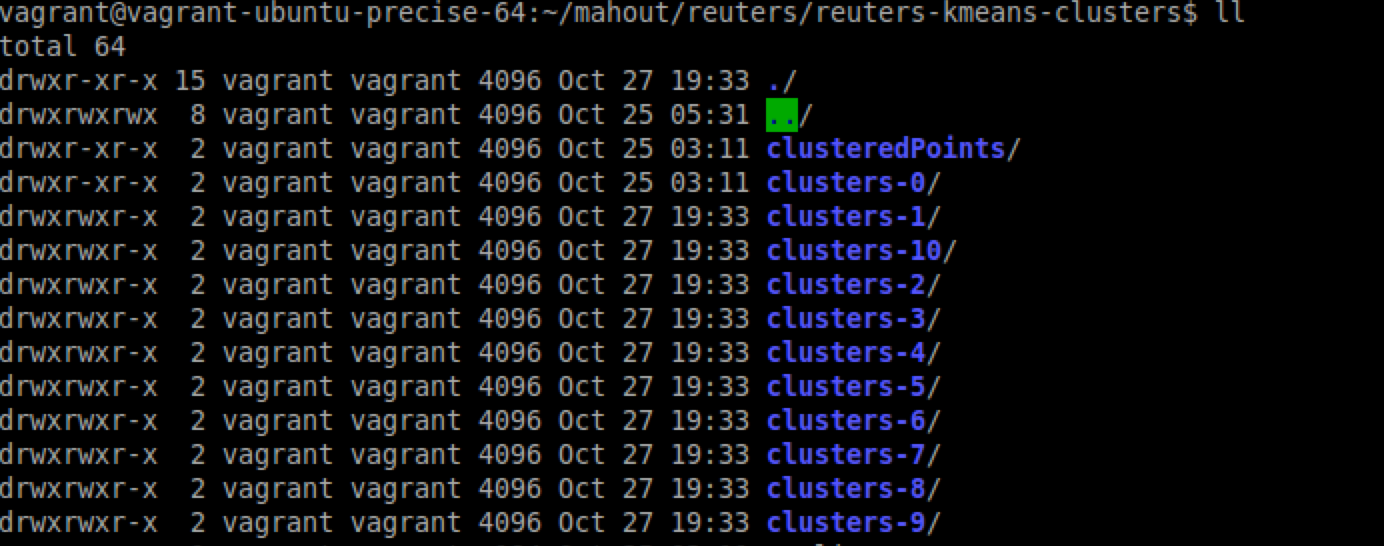 vagrant@vagrant-ubuntu-precise-64:~/mahout/reuters/reuters-kmeans-clusters$ ll
total 64
drwxr-xr-x 15 vagrant vagrant 4096 Oct 27 19:33 ./
drwxrwxrwx  8 vagrant vagrant 4096 Oct 25 05:31 ../
drwxr-xr-x  2 vagrant vagrant 4096 Oct 25 03:11 clusteredPoints/
drwxr-xr-x  2 vagrant vagrant 4096 Oct 25 03:11 clusters-0/
drwxrwxr-x  2 vagrant vagrant 4096 Oct 27 19:33 clusters-1/
drwxrwxr-x  2 vagrant vagrant 4096 Oct 27 19:33 clusters-10/
drwxrwxr-x  2 vagrant vagrant 4096 Oct 27 19:33 clusters-2/
drwxrwxr-x  2 vagrant vagrant 4096 Oct 27 19:33 clusters-3/
drwxrwxr-x  2 vagrant vagrant 4096 Oct 27 19:33 clusters-4/
drwxrwxr-x  2 vagrant vagrant 4096 Oct 27 19:33 clusters-5/
drwxrwxr-x  2 vagrant vagrant 4096 Oct 27 19:33 clusters-6/
drwxrwxr-x  2 vagrant vagrant 4096 Oct 27 19:33 clusters-7/
drwxrwxr-x  2 vagrant vagrant 4096 Oct 27 19:33 clusters-8/
drwxrwxr-x  2 vagrant vagrant 4096 Oct 27 19:33 clusters-9/